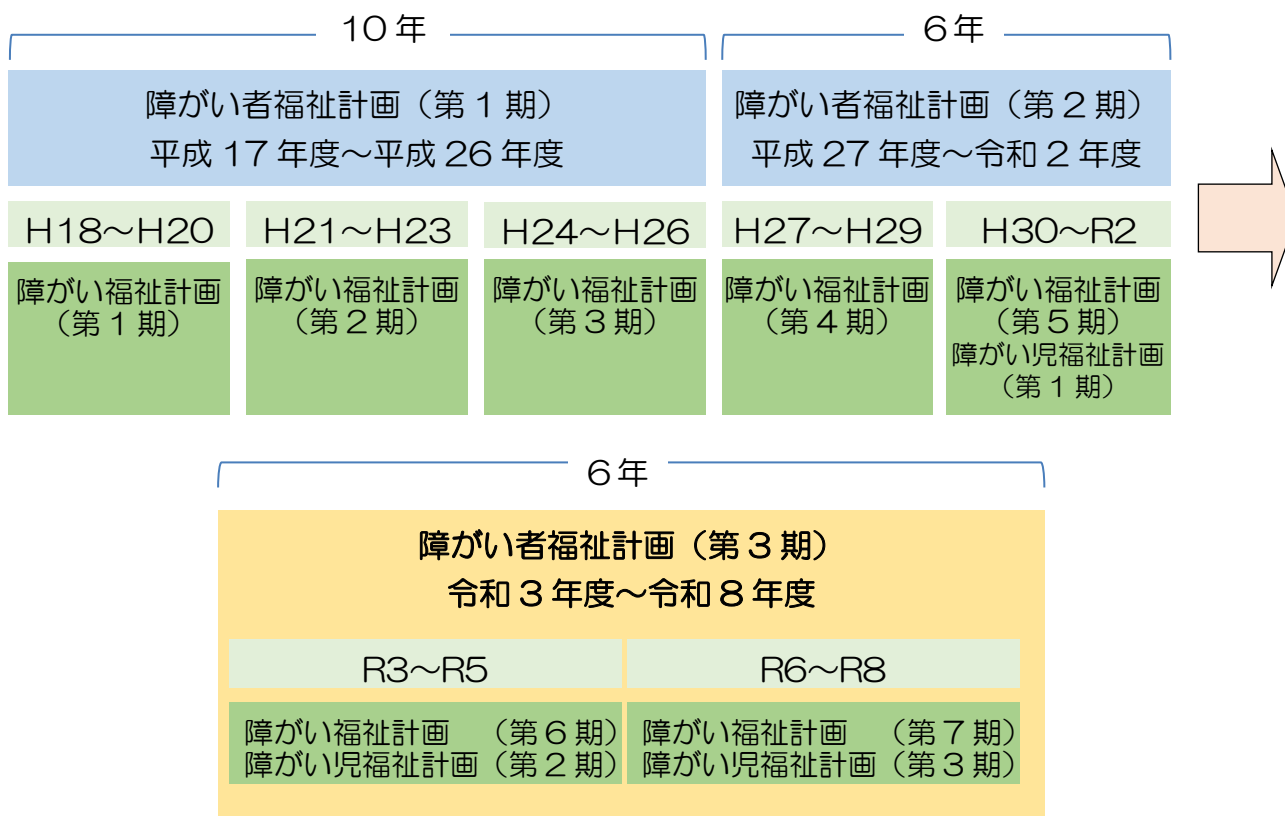 10年
6年
障がい者福祉計画（第1期）
平成17年度～平成26年度
障がい者福祉計画（第2期）
平成27年度～令和2年度
H18～H20
H21～H23
H24～H26
H27～H29
H30～R2
障がい福祉計画
（第1期）
障がい福祉計画
（第2期）
障がい福祉計画
（第3期）
障がい福祉計画
（第4期）
障がい福祉計画
（第5期）
障がい児福祉計画
（第1期）
6年
障がい者福祉計画（第3期）
令和3年度～令和8年度
R3～R5
R6～R8
障がい福祉計画　（第6期）
障がい児福祉計画（第2期）
障がい福祉計画　（第7期）
障がい児福祉計画（第3期）